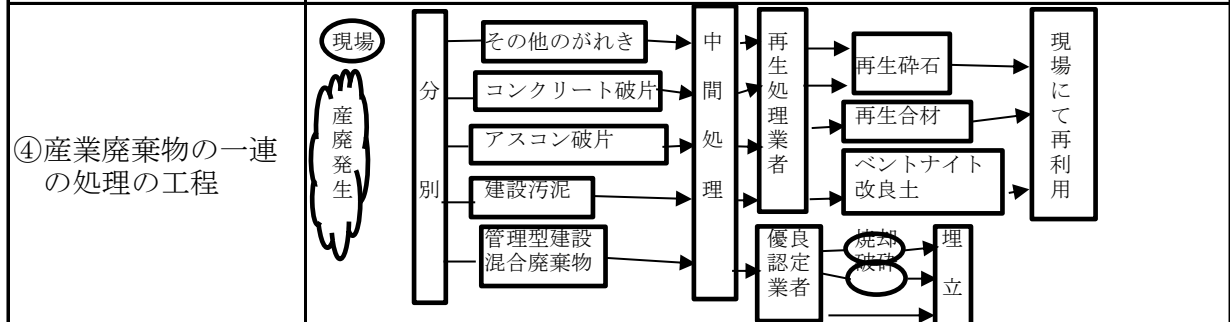 ④産業廃棄物の一連
の処理の工程
現場
産廃発生
分別
その他のがれき
コンクリート破片
アスコン破片
建設汚泥
管理型建設
混合廃棄物
中間処理
再生処理業者
再生砕石
再生合材
ベントナイト
改良土
現場にて再利用
優良
認定
業者
焼却
破砕
埋立